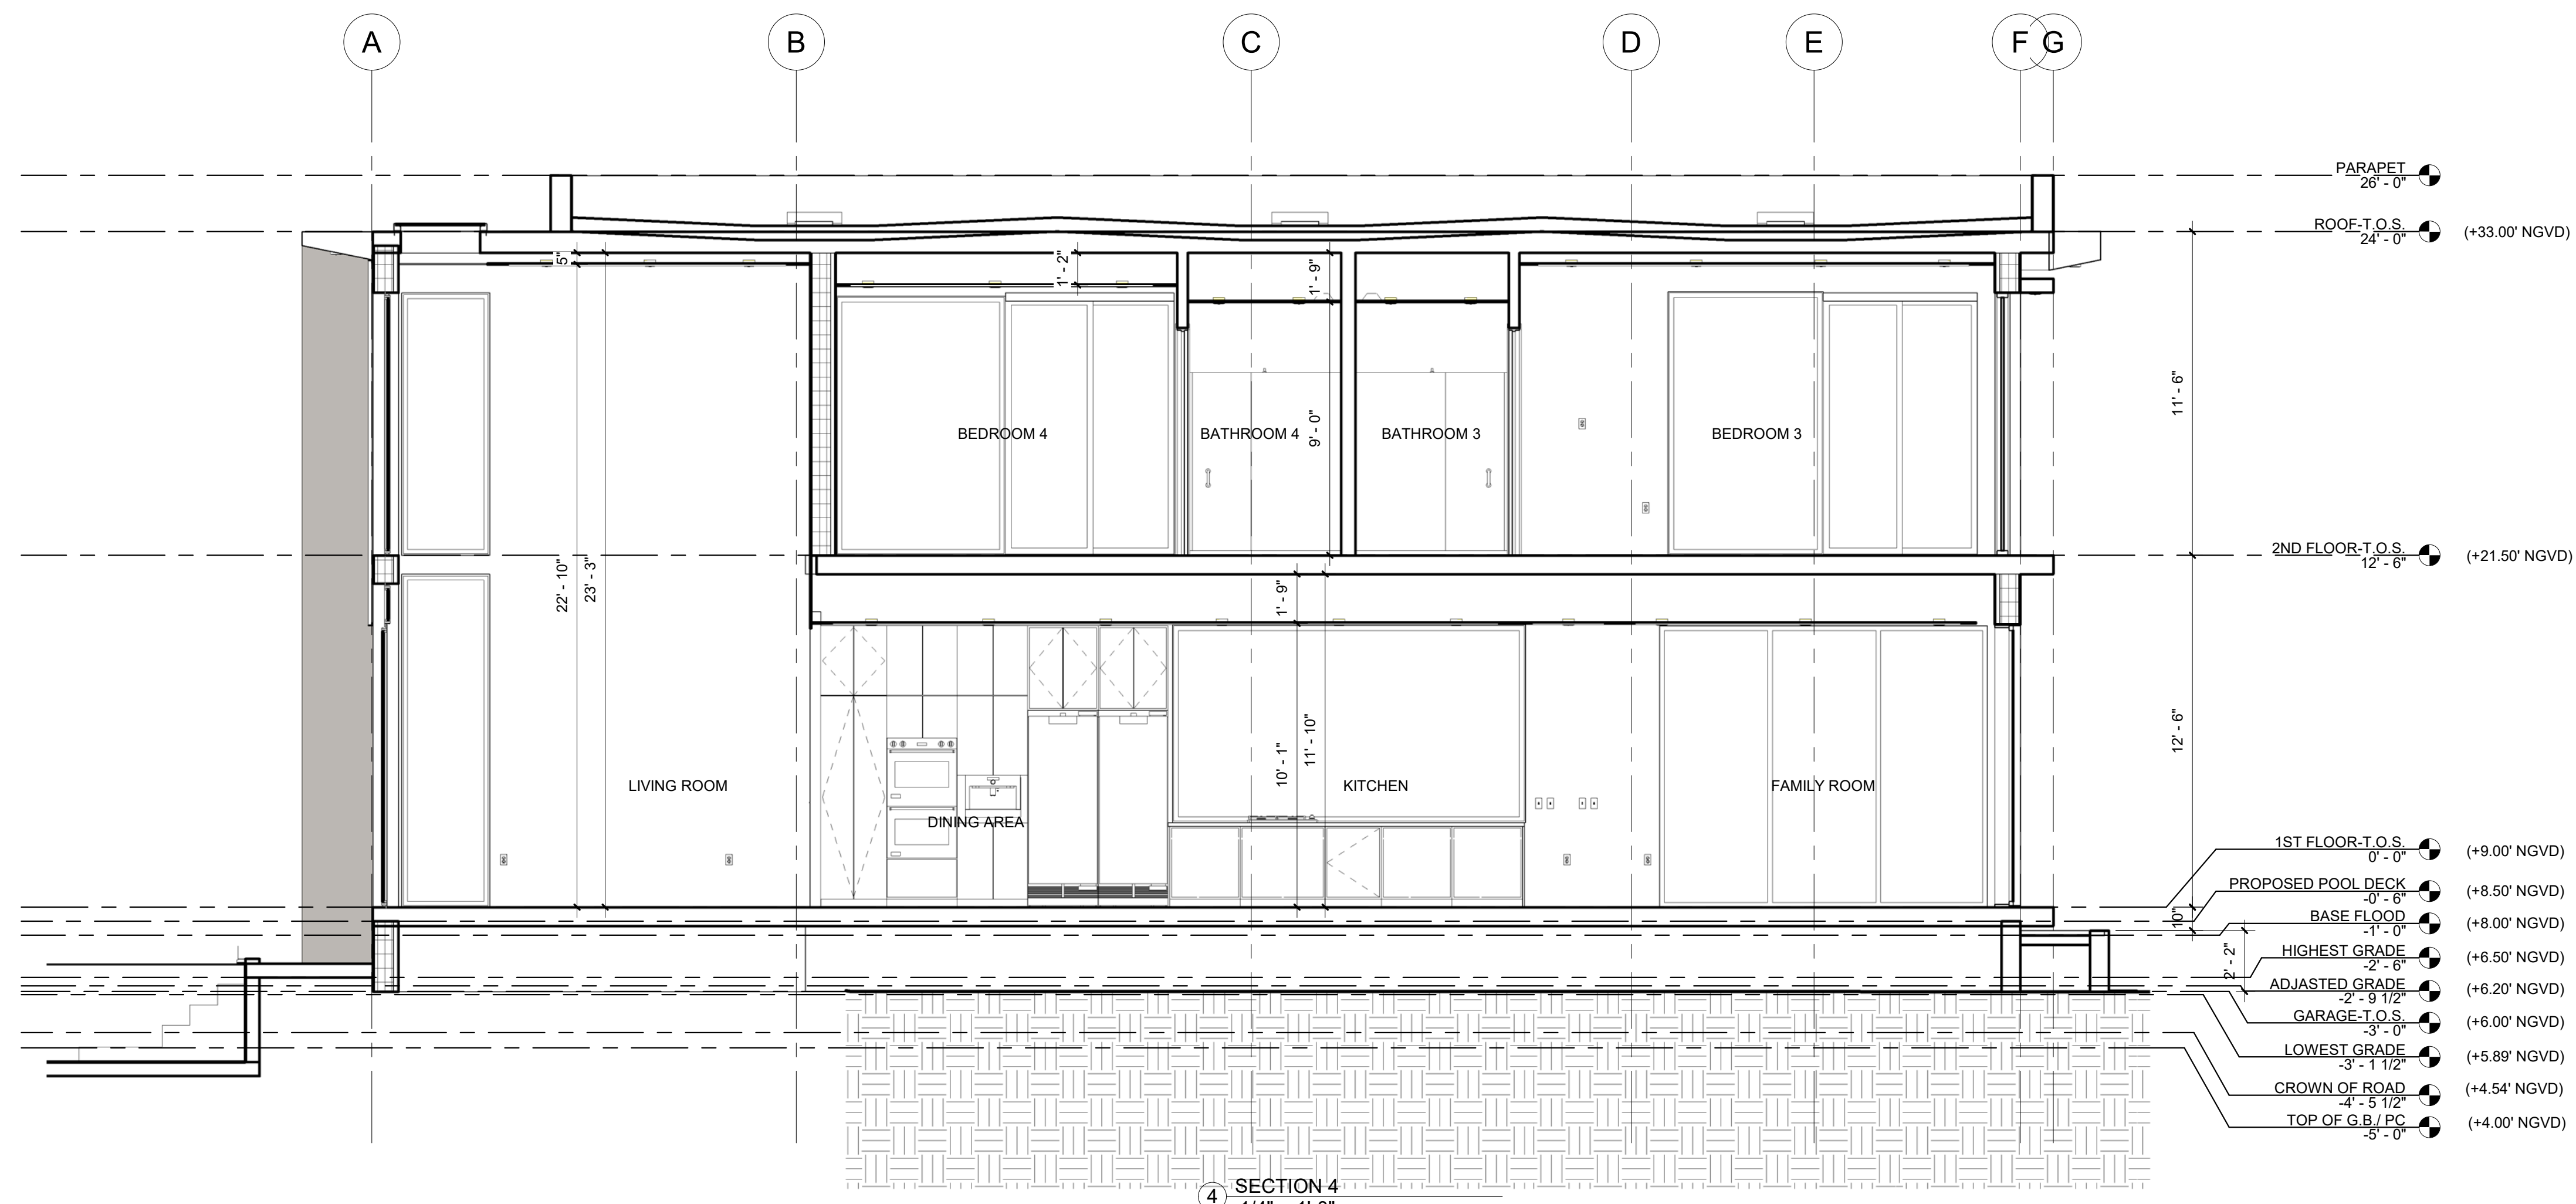 A
B
C
D
E
F
G
PARAPET
26' - 0"
ROOF-T.O.S.
24' - 0"
(+33.00' NGVD)
5"
1' - 2"
1' - 9"
11' - 6"
BEDROOM 4
BATHROOM 4
9' - 0"
BATHROOM 3
BEDROOM 3
2ND FLOOR-T.O.S.
12' - 6"
(+21.50' NGVD)
22' - 10"
23' - 3"
1' - 9"
12' - 6"
10' - 1"
11' - 10"
LIVING ROOM
DINING AREA
KITCHEN
FAMILY ROOM
1ST FLOOR-T.O.S.
0' - 0"
(+9.00' NGVD)
PROPOSED POOL DECK
-0' - 6"
(+8.50' NGVD)
10"
BASE FLOOD
-1' - 0"
(+8.00' NGVD)
2' - 2"
HIGHEST GRADE
-2' - 6"
(+6.50' NGVD)
ADJASTED GRADE
-2' - 9 1/2"
(+6.20' NGVD)
GARAGE-T.O.S.
-3' - 0"
(+6.00' NGVD)
LOWEST GRADE
-3' - 1 1/2"
(+5.89' NGVD)
CROWN OF ROAD
-4' - 5 1/2"
(+4.54' NGVD)
TOP OF G.B./ PC
-5' - 0"
(+4.00' NGVD)
4
SECTION 4